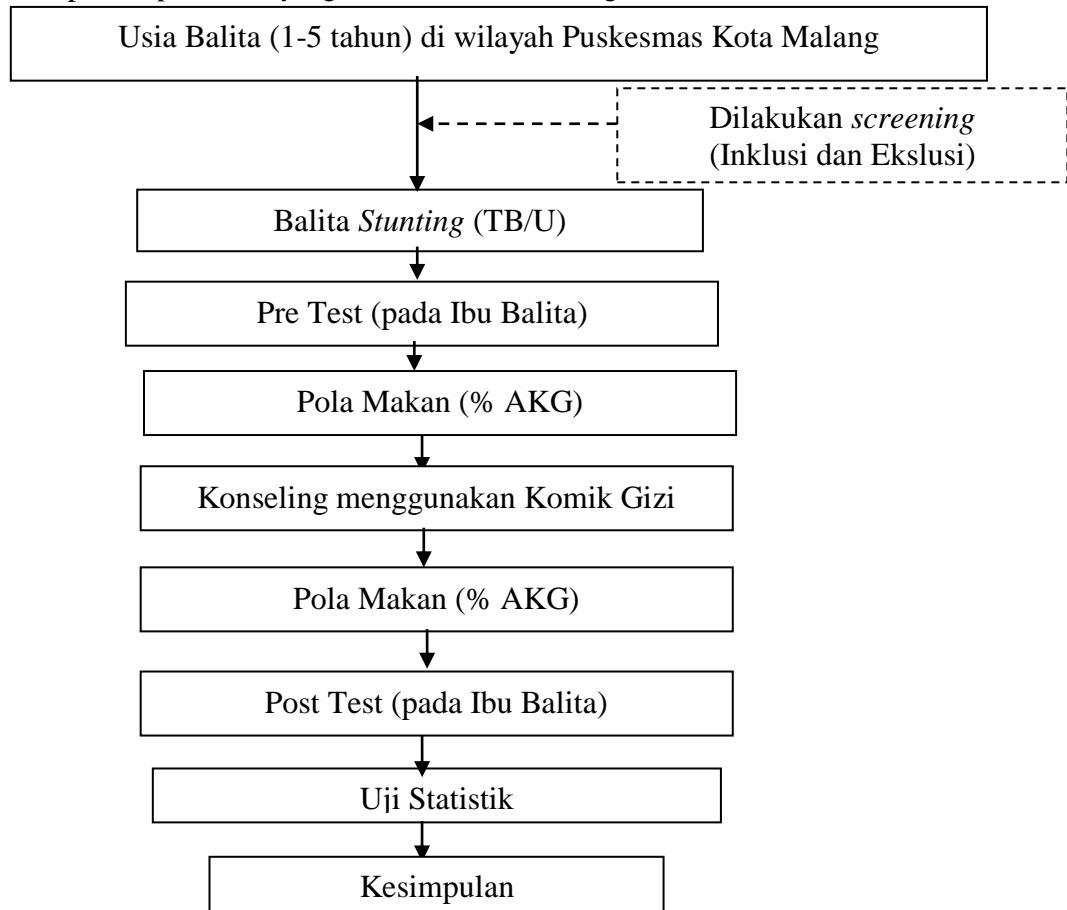 Usia Balita (1-5 tahun) di wilayah Puskesmas Kota Malang
Dilakukan screening
(Inklusi dan Ekslusi)
Balita Stunting (TB/U)
Pre Test (pada Ibu Balita)
Pola Makan (% AKG)
Konseling menggunakan Komik Gizi
Pola Makan (% AKG)
Post Test (pada Ibu Balita)
Uji Statistik
Kesimpulan